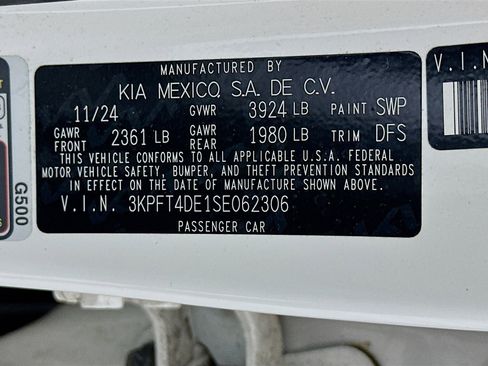 MANUFACTURED BY
KIA MEXICO, S.A. DE C.V.
11/24 GVWR 3924 LB PAINT SWP
GAWR FRONT 2361 LB GAWR REAR 1980 LB TRIM DFS
THIS VEHICLE CONFORMS TO ALL APPLICABLE U.S.A. FEDERAL
MOTOR VEHICLE SAFETY, BUMPER, AND THEFT PREVENTION STANDARDS
IN EFFECT ON THE DATE OF MANUFACTURE SHOWN ABOVE.
V.I.N. 3KPFT4DE1SE062306
PASSENGER CAR
G500
V.I.N